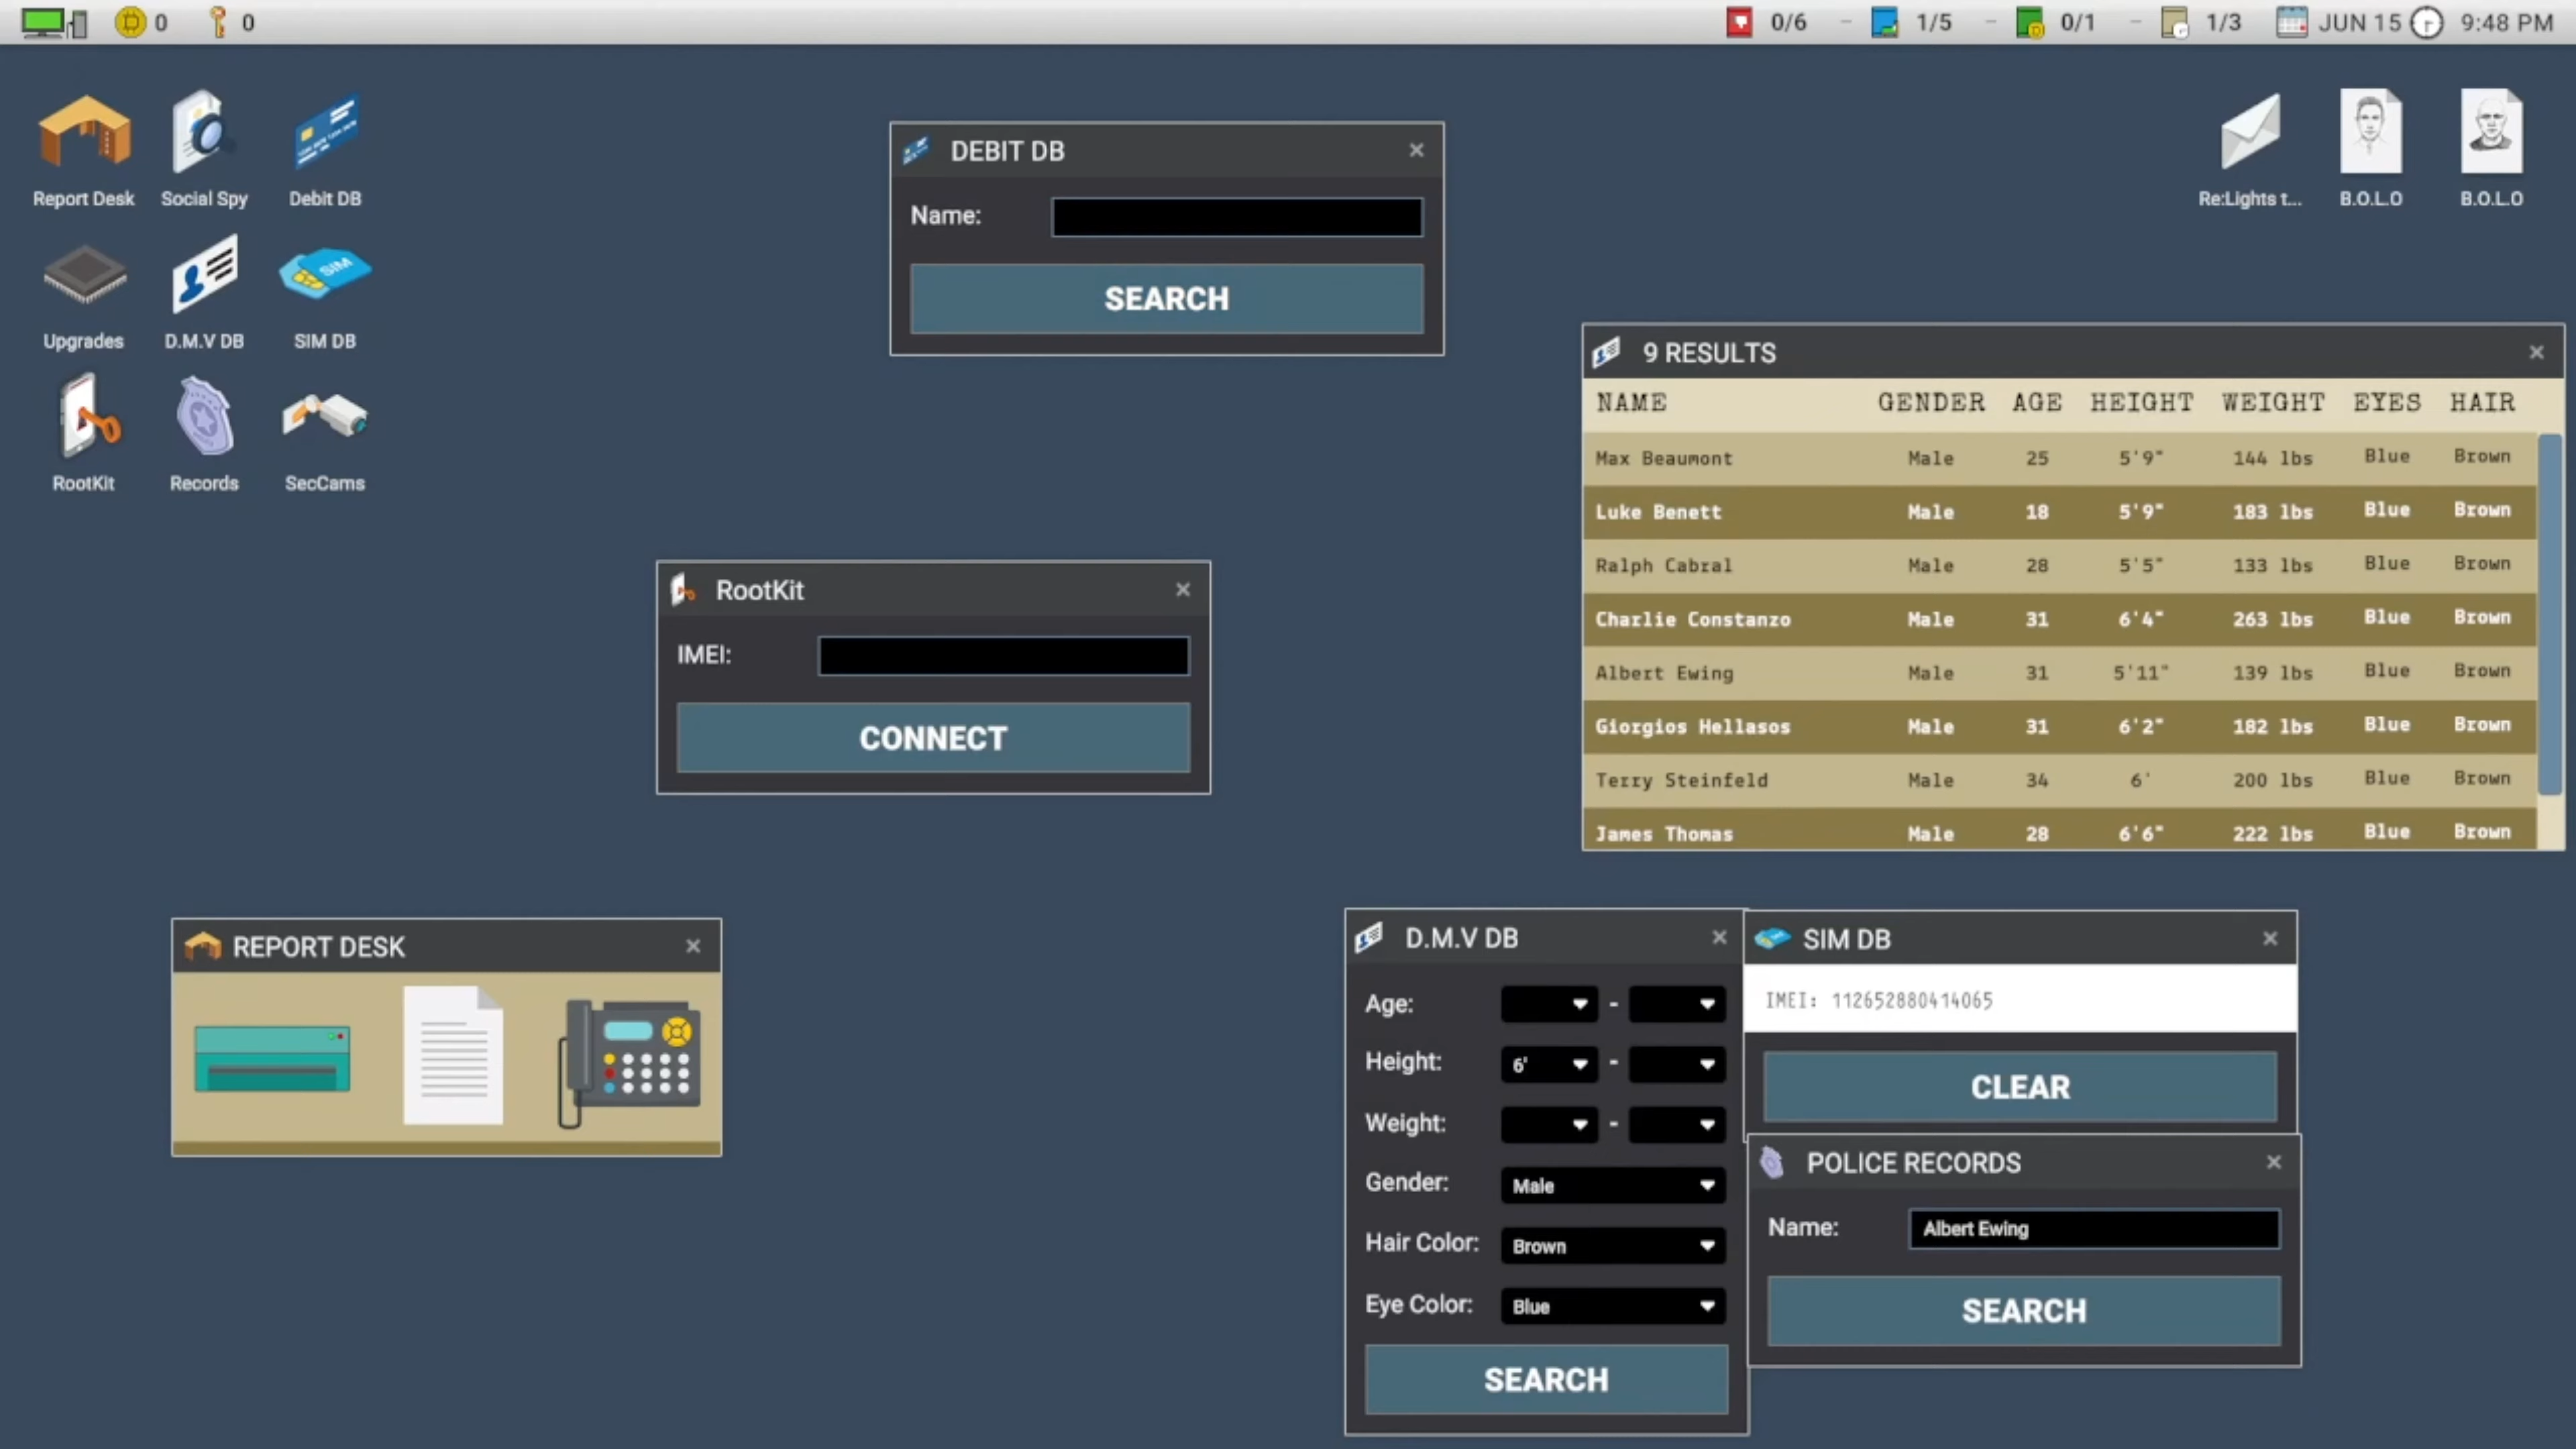 0 0 0/6 - 1/5 - 0/1 - 1/3 JUN 15 9:48 PM
Report Desk Social Spy Debit DB
Upgrades D.M.V DB SIM DB
RootKit Records SecCams
Re:Lights t... B.O.L.O B.O.L.O
DEBIT DB
Name:
SEARCH
9 RESULTS
NAME GENDER AGE HEIGHT WEIGHT EYES HAIR
Max Beaumont Male 25 5'9" 144 lbs Blue Brown
Luke Benett Male 18 5'9" 183 lbs Blue Brown
Ralph Cabral Male 28 5'5" 133 lbs Blue Brown
Charlie Constanzo Male 31 6'4" 263 lbs Blue Brown
Albert Ewing Male 31 5'11" 139 lbs Blue Brown
Giorgios Hellasos Male 31 6'2" 182 lbs Blue Brown
Terry Steinfeld Male 34 6' 200 lbs Blue Brown
James Thomas Male 28 6'6" 222 lbs Blue Brown
RootKit
IMEI:
CONNECT
REPORT DESK
D.M.V DB
Age: -
Height: 6' -
Weight: -
Gender: Male
Hair Color: Brown
Eye Color: Blue
SEARCH
SIM DB
IMEI: 112652880414065
CLEAR
POLICE RECORDS
Name: Albert Ewing
SEARCH